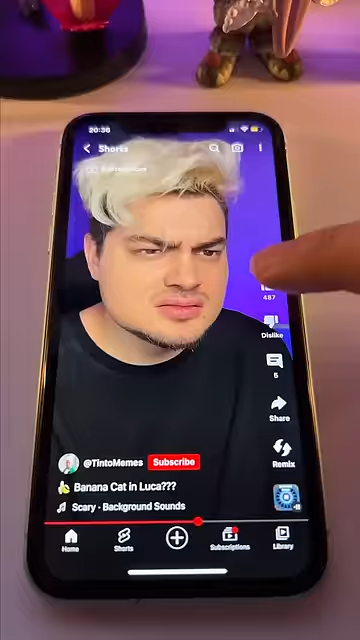 20:36
Shorts
487
Dislike
5
Share
@TintoMemes Subscribe
🍌 Banana Cat in Luca???
Remix
Scary · Background Sounds
Home Shorts Subscriptions Library